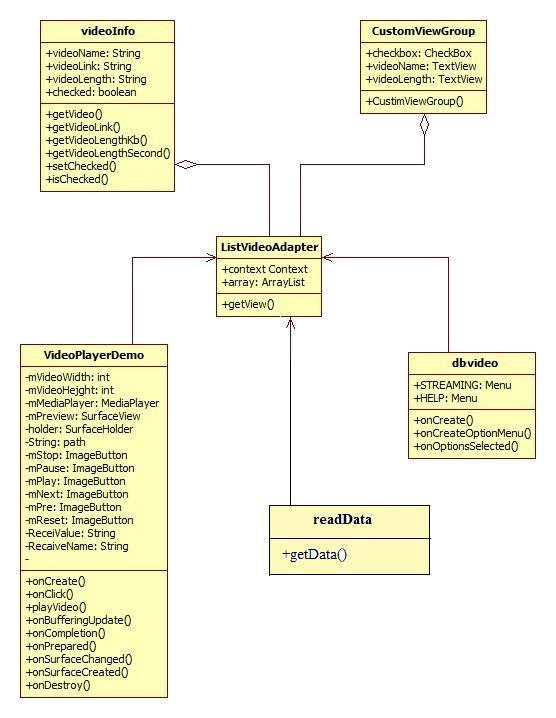 videoInfo
+videoName: String
+videoLink: String
+videoLength: String
+checked: boolean
+getVideo()
+getVideoLink()
+getVideoLengthKb()
+getVideoLengthSecond()
+setChecked()
+isChecked()
CustomViewGroup
+checkbox: CheckBox
+videoName: TextView
+videoLength: TextView
+CustimViewGroup()
ListVideoAdapter
+context Context
+array: ArrayList
+getView()
VideoPlayerDemo
-mVideoWidth: int
-mVideoHejght: int
-mMediaPlayer: MediaPlayer
-mPreview: SurfaceView
-holder: SurfaceHolder
-String: path
-mStop: ImageButton
-mPause: ImageButton
-mPlay: ImageButton
-mNext: ImageButton
-mPre: ImageButton
-mReset: ImageButton
-ReceiValue: String
-RecaiveName: String
-
+onCreate()
+onClick()
+playVideo()
+onBufferingUpdate()
+onCompletion()
+onPrepared()
+onSurfaceChanged()
+onSurfaceCreated()
+onDestroy()
dbvideo
+STREAMING: Menu
+HELP: Menu
+onCreate()
+onCreateOptionMenu()
+onOptionsSelected()
readData
+getData()